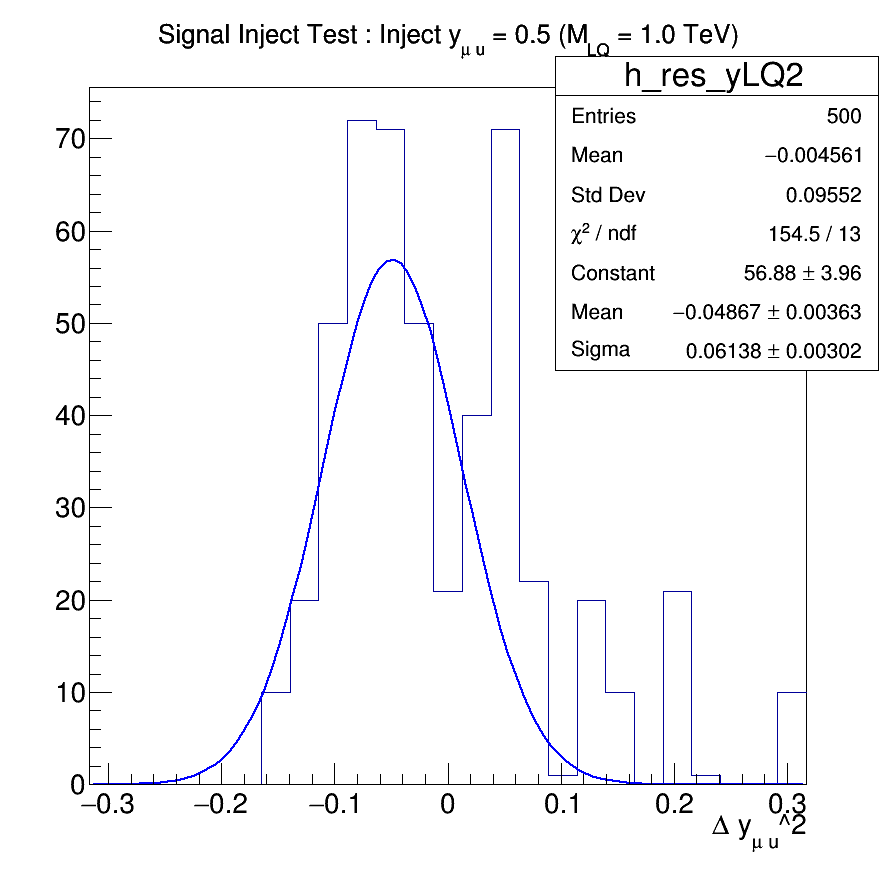 Signal Inject Test : Inject y_μu = 0.5 (M_LQ = 1.0 TeV)
h_res_yLQ2
Entries 500
Mean −0.004561
Std Dev 0.09552
χ² / ndf 154.5 / 13
Constant 56.88 ± 3.96
Mean −0.04867 ± 0.00363
Sigma 0.06138 ± 0.00302
70
60
50
40
30
20
10
0
−0.3 −0.2 −0.1 0 0.1 0.2 0.3
Δ y_μu^2